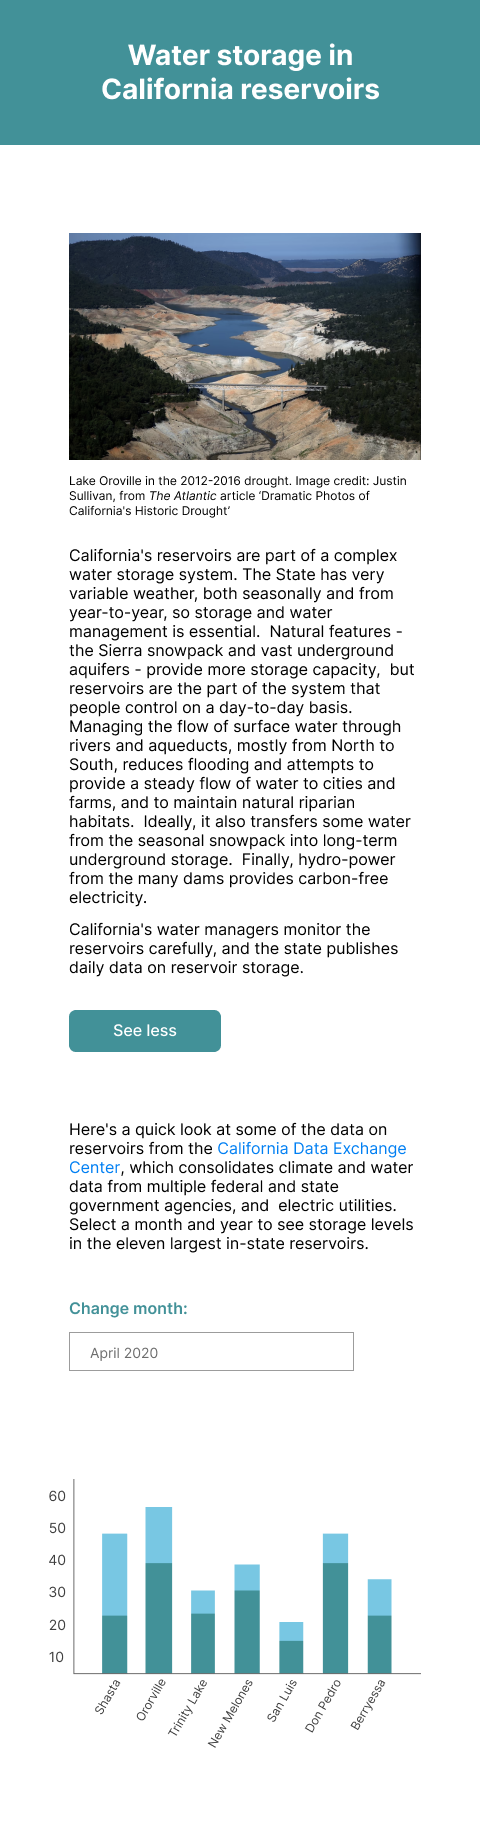 Water storage in
California reservoirs
Lake Oroville in the 2012-2016 drought. Image credit: Justin
Sullivan, from The Atlantic article ‘Dramatic Photos of
California's Historic Drought’
California's reservoirs are part of a complex
water storage system. The State has very
variable weather, both seasonally and from
year-to-year, so storage and water
management is essential.  Natural features -
the Sierra snowpack and vast underground
aquifers - provide more storage capacity,  but
reservoirs are the part of the system that
people control on a day-to-day basis.
Managing the flow of surface water through
rivers and aqueducts, mostly from North to
South, reduces flooding and attempts to
provide a steady flow of water to cities and
farms, and to maintain natural riparian
habitats.  Ideally, it also transfers some water
from the seasonal snowpack into long-term
underground storage.  Finally, hydro-power
from the many dams provides carbon-free
electricity.
California's water managers monitor the
reservoirs carefully, and the state publishes
daily data on reservoir storage.
See less
Here's a quick look at some of the data on
reservoirs from the California Data Exchange
Center, which consolidates climate and water
data from multiple federal and state
government agencies, and  electric utilities.
Select a month and year to see storage levels
in the eleven largest in-state reservoirs.
Change month:
April 2020
60
50
40
30
20
10
Shasta
Ororville
Trinity Lake
New Melones
San Luis
Don Pedro
Berryessa